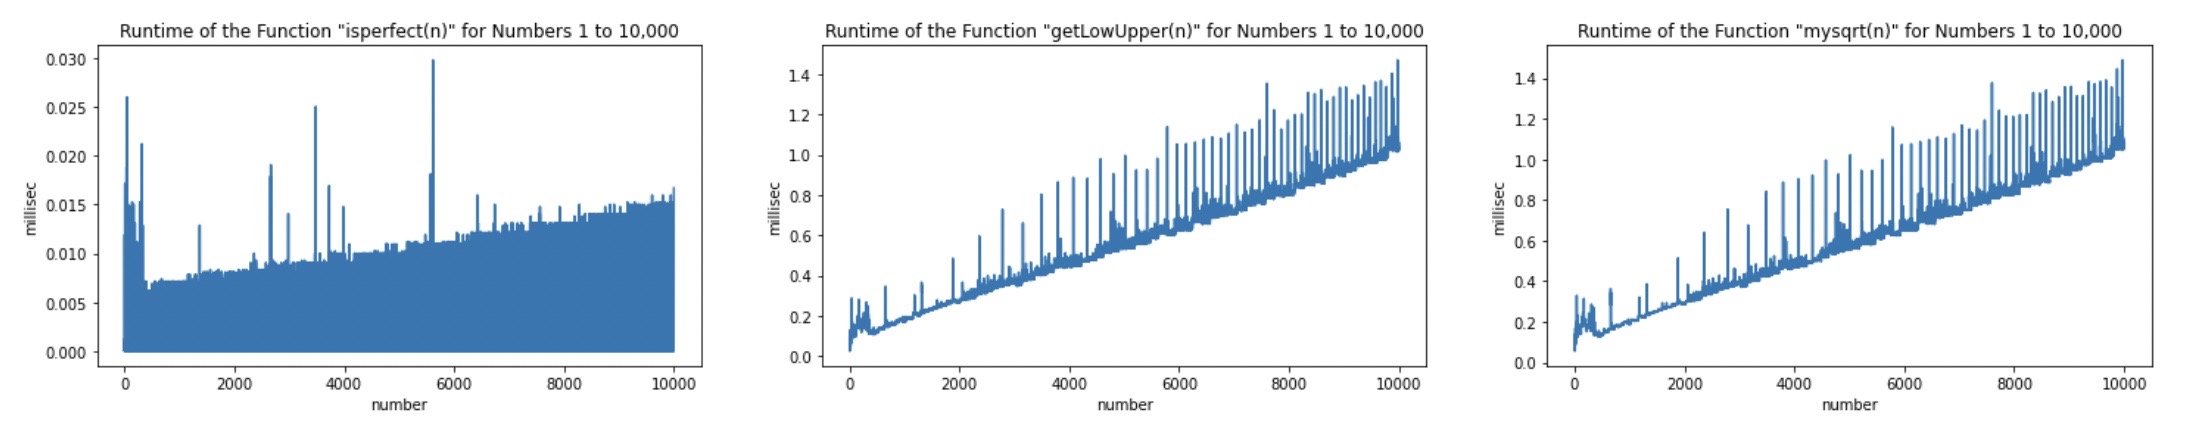 Runtime of the Function "isperfect(n)" for Numbers 1 to 10,000
0.030
0.025
0.020
0.015
0.010
0.005
0.000
millisec
0 2000 4000 6000 8000 10000
number
Runtime of the Function "getLowUpper(n)" for Numbers 1 to 10,000
1.4
1.2
1.0
0.8
0.6
0.4
0.2
0.0
millisec
0 2000 4000 6000 8000 10000
number
Runtime of the Function "mysqrt(n)" for Numbers 1 to 10,000
1.4
1.2
1.0
0.8
0.6
0.4
0.2
0.0
millisec
0 2000 4000 6000 8000 10000
number